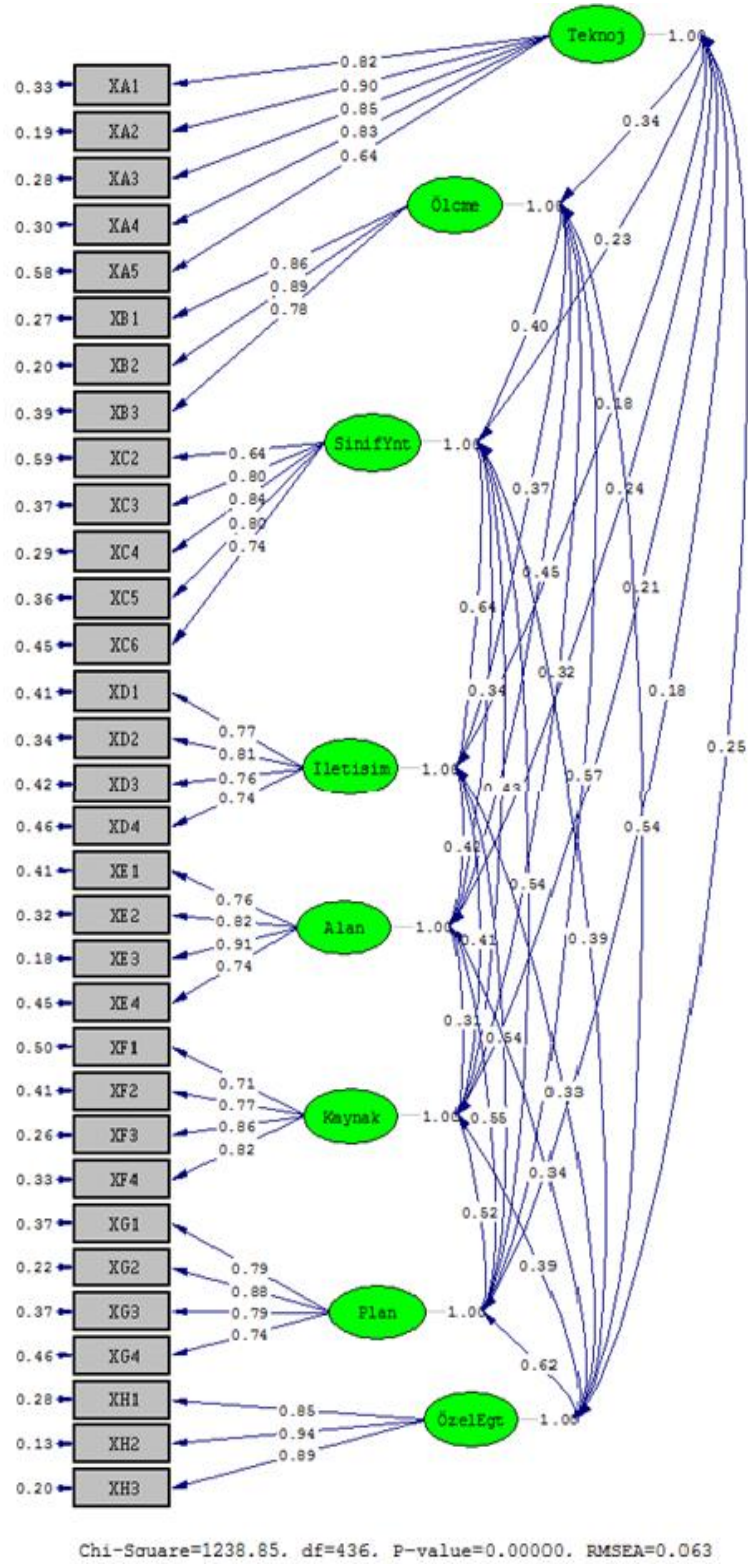 Teknoj 1.00
0.33 XA1 0.82
0.19 XA2 0.90
0.28 XA3 0.85
0.30 XA4 0.83
0.58 XA5 0.64
0.34
Ölcme 1.00
0.23
0.27 XB1 0.86
0.20 XB2 0.89
0.39 XB3 0.78
0.40
0.18
SinifYnt 1.00
0.59 XC2 0.64
0.37 XC3 0.80
0.29 XC4 0.84
0.36 XC5 0.80
0.45 XC6 0.74
0.37 0.24
0.45 0.21
0.64
0.34 0.32 0.18
0.25
0.41 XD1 0.77
0.34 XD2 0.81
0.42 XD3 0.76
0.46 XD4 0.74
Iletisim 1.00
0.43 0.57
0.54
0.42
0.54
0.41 XE1 0.76
0.32 XE2 0.82
0.18 XE3 0.91
0.45 XE4 0.74
Alan 1.00
0.41 0.39
0.31
0.54
0.50 XF1 0.71
0.41 XF2 0.77
0.26 XF3 0.86
0.33 XF4 0.82
Kaynak 1.00
0.33
0.55
0.34
0.52
0.39
0.37 XG1 0.79
0.22 XG2 0.88
0.37 XG3 0.79
0.46 XG4 0.74
Plan 1.00
0.62
0.28 XH1 0.85
0.13 XH2 0.94
0.20 XH3 0.89
ÖzelEgt 1.00
Chi-Square=1238.85, df=436, P-value=0.00000, RMSEA=0.063